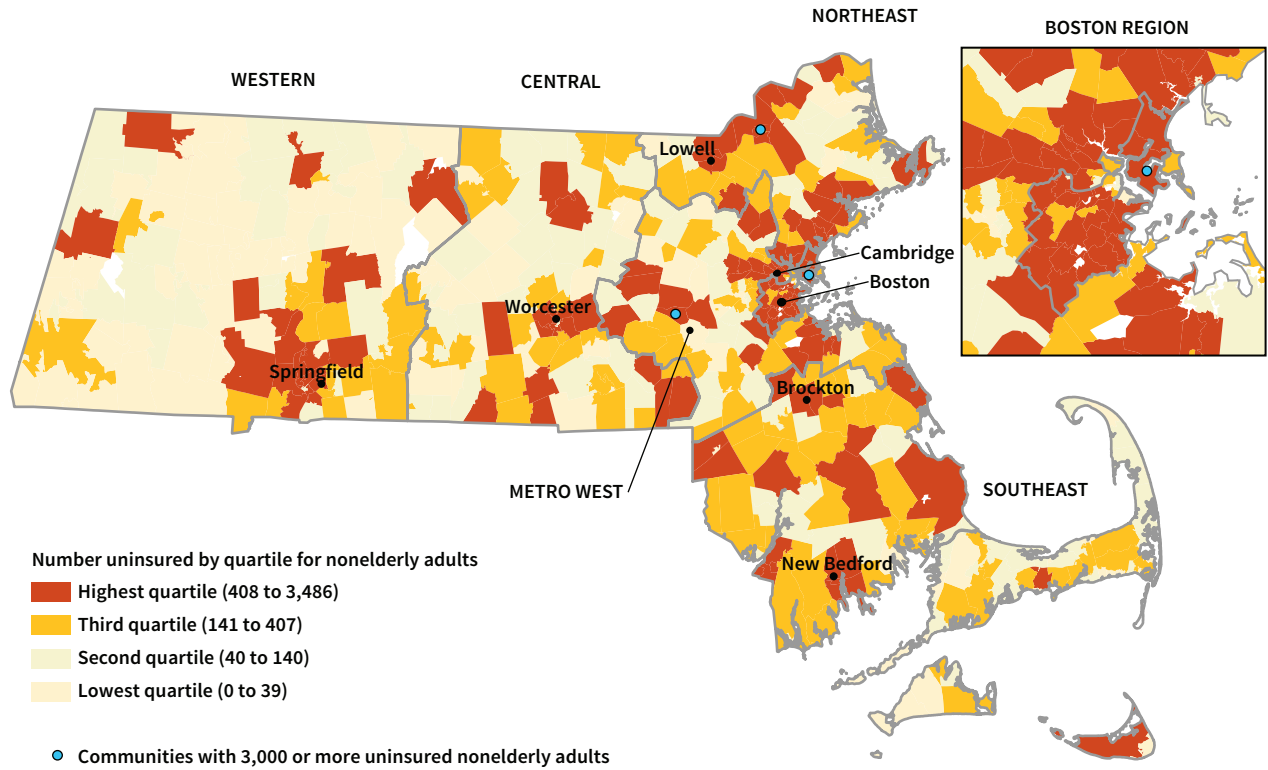 NORTHEAST
BOSTON REGION
WESTERN
CENTRAL
Lowell
Cambridge
Boston
Worcester
Springfield
Brockton
METRO WEST
SOUTHEAST
New Bedford
Number uninsured by quartile for nonelderly adults
Highest quartile (408 to 3,486)
Third quartile (141 to 407)
Second quartile (40 to 140)
Lowest quartile (0 to 39)
Communities with 3,000 or more uninsured nonelderly adults